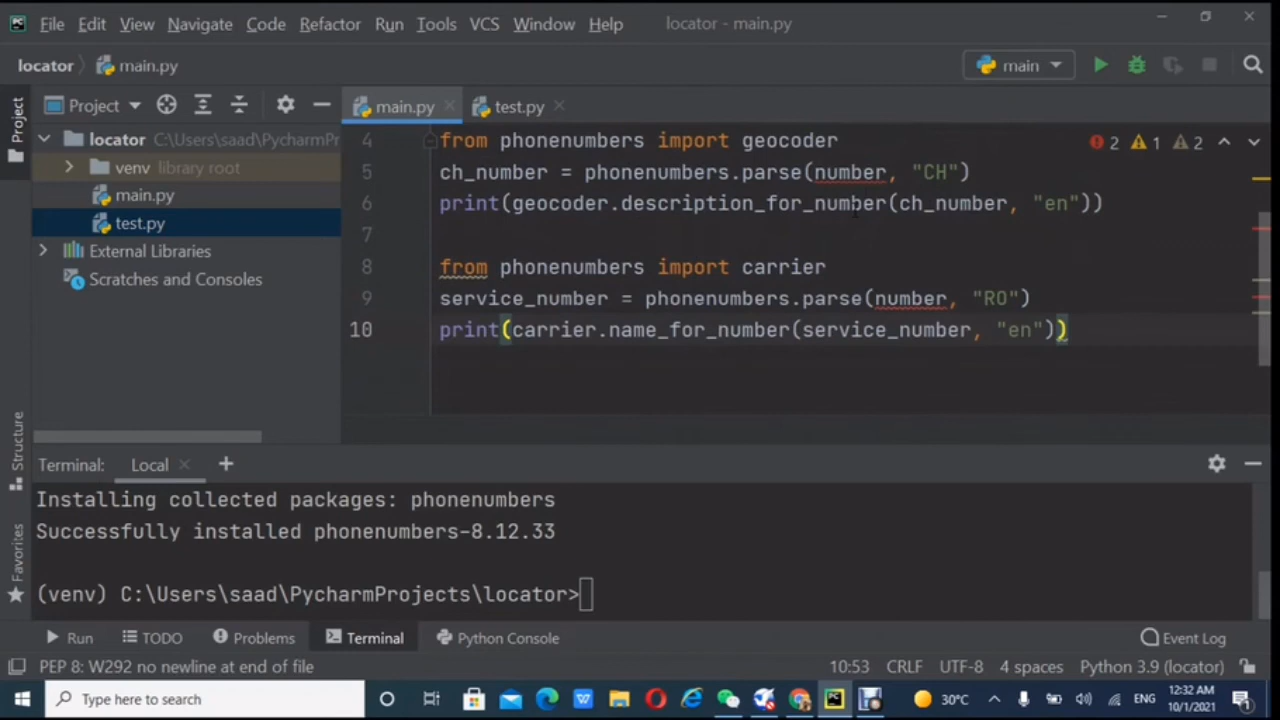 PC File Edit View Navigate Code Refactor Run Tools VCS Window Help locator - main.py
locator main.py main
Project Project main.py test.py
locator C:\Users\saad\PycharmPr
venv library root
main.py
test.py
External Libraries
Scratches and Consoles
2 1 2
4 from phonenumbers import geocoder
5 ch_number = phonenumbers.parse(number, "CH")
6 print(geocoder.description_for_number(ch_number, "en"))
7
8 from phonenumbers import carrier
9 service_number = phonenumbers.parse(number, "RO")
10 print(carrier.name_for_number(service_number, "en"))
Structure
Favorites
Terminal: Local
Installing collected packages: phonenumbers
Successfully installed phonenumbers-8.12.33
(venv) C:\Users\saad\PycharmProjects\locator>
Run TODO Problems Terminal Python Console Event Log
PEP 8: W292 no newline at end of file 10:53 CRLF UTF-8 4 spaces Python 3.9 (locator)
Type here to search 30°C ENG 12:32 AM
10/1/2021